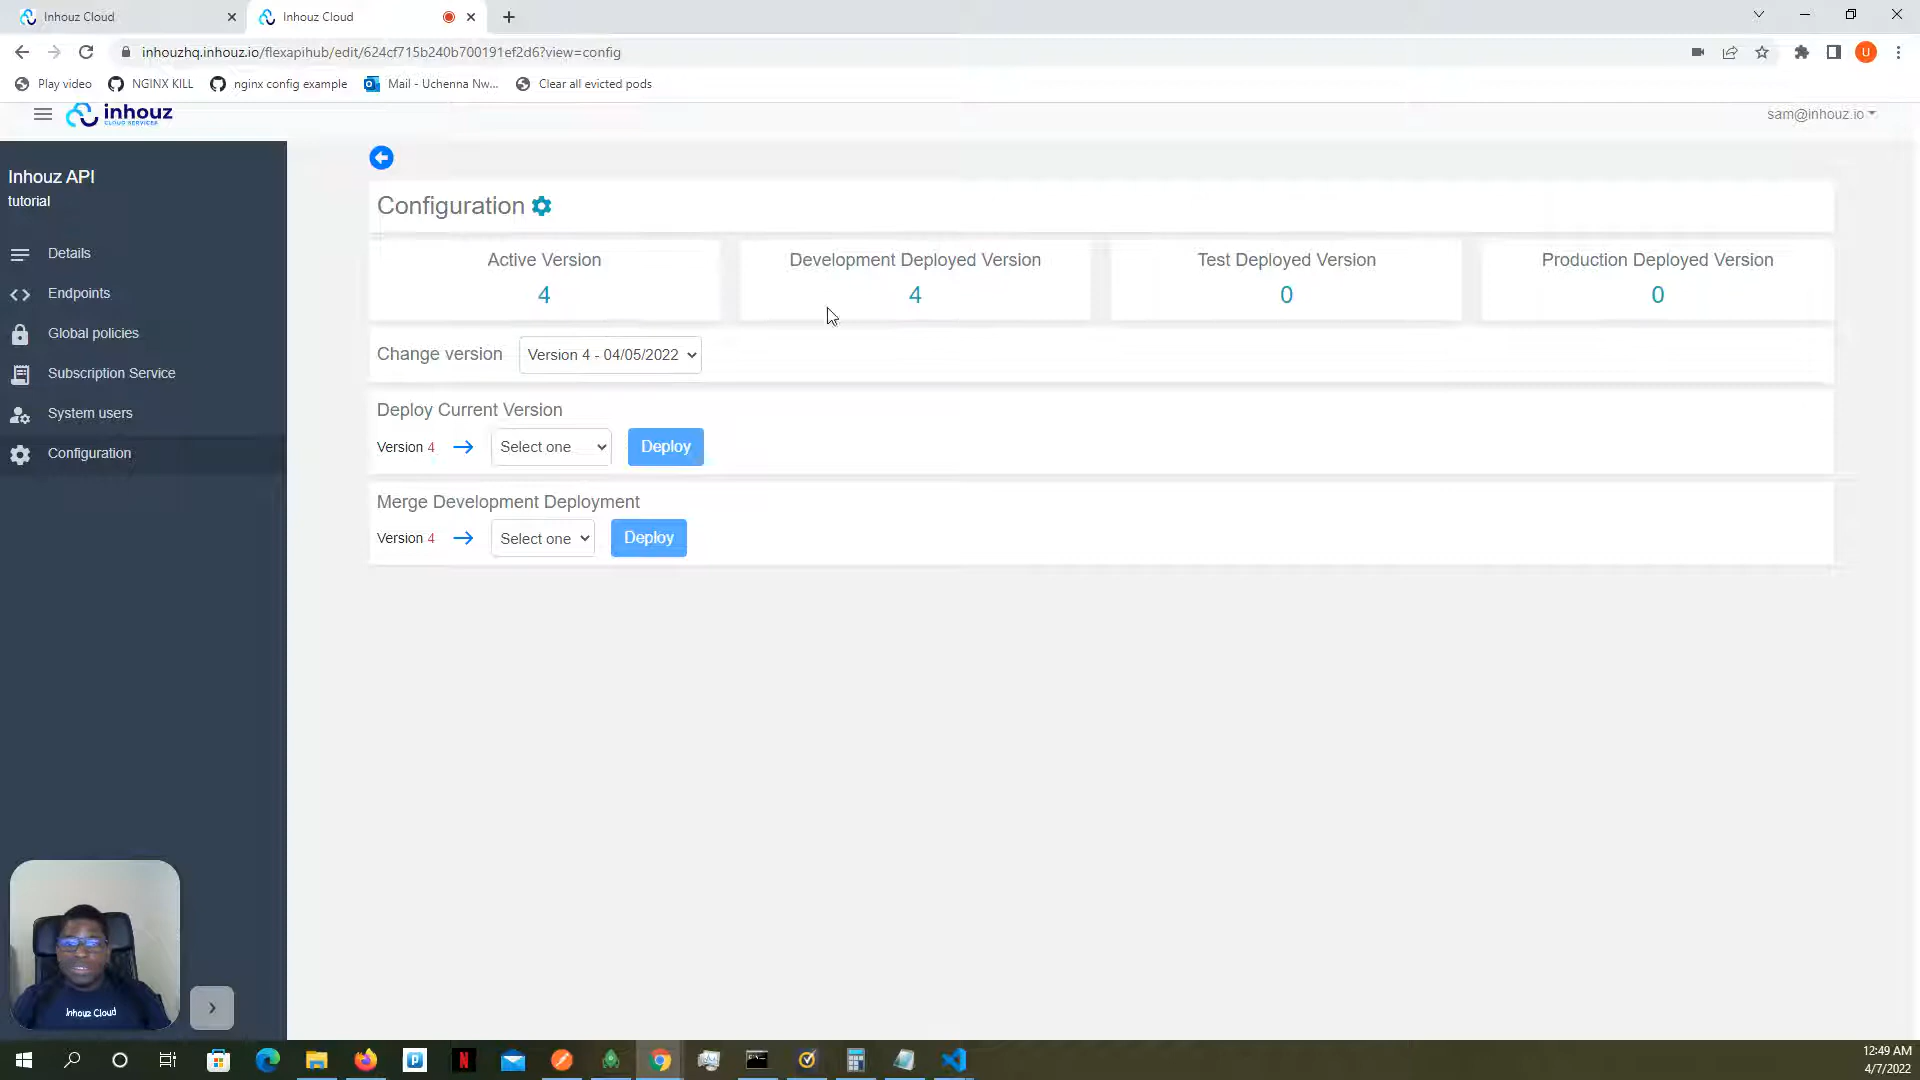 Inhouz Cloud
Inhouz Cloud
inhouzhq.inhouz.io/flexapihub/edit/624cf715b240b700191ef2d6?view=config
U
Play video
NGINX KILL
nginx config example
Mail - Uchenna Nw...
Clear all evicted pods
inhouz
CLOUD SERVICES
sam@inhouz.io
Inhouz API
tutorial
Details
Endpoints
Global policies
Subscription Service
System users
Configuration
Configuration
Active Version
4
Development Deployed Version
4
Test Deployed Version
0
Production Deployed Version
0
Change version
Version 4 - 04/05/2022
Deploy Current Version
Version 4
Select one
Deploy
Merge Development Deployment
Version 4
Select one
Deploy
Inhouz Cloud
12:49 AM
4/7/2022